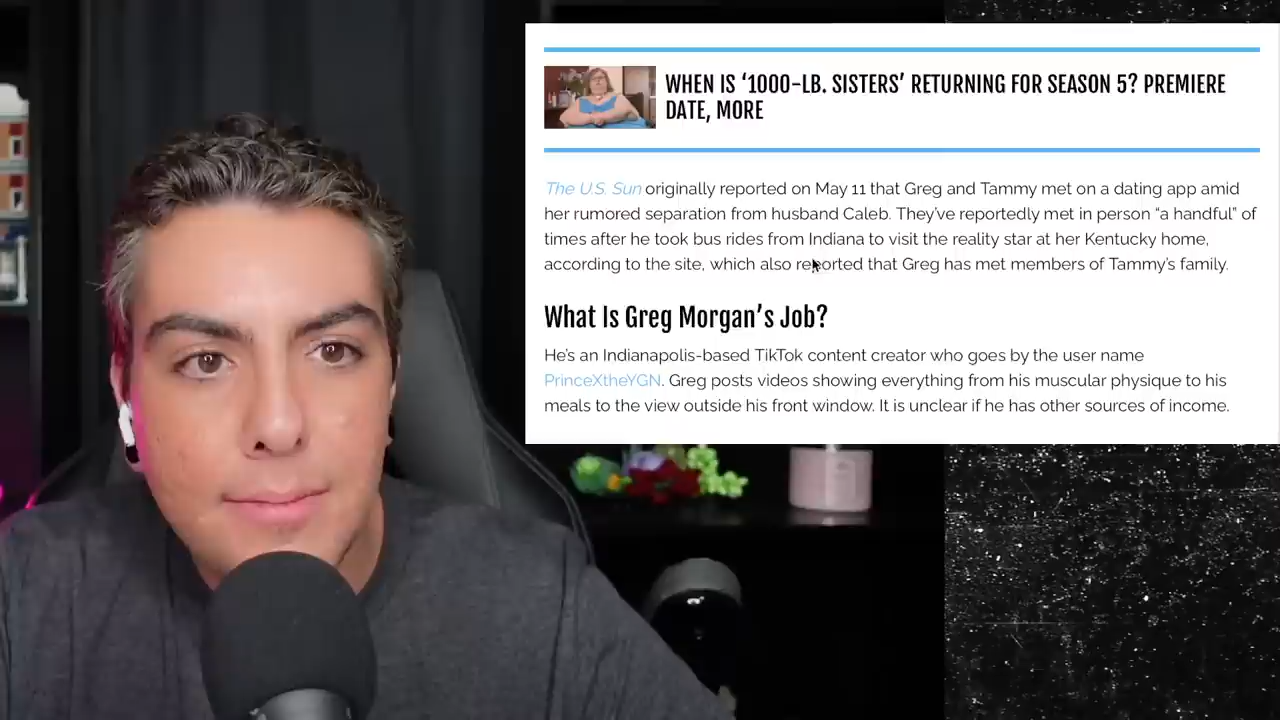 WHEN IS ‘1000-LB. SISTERS’ RETURNING FOR SEASON 5? PREMIERE
DATE, MORE
The U.S. Sun originally reported on May 11 that Greg and Tammy met on a dating app amid
her rumored separation from husband Caleb. They’ve reportedly met in person “a handful” of
times after he took bus rides from Indiana to visit the reality star at her Kentucky home,
according to the site, which also reported that Greg has met members of Tammy’s family.
What Is Greg Morgan’s Job?
He’s an Indianapolis-based TikTok content creator who goes by the user name
PrinceXtheYGN. Greg posts videos showing everything from his muscular physique to his
meals to the view outside his front window. It is unclear if he has other sources of income.